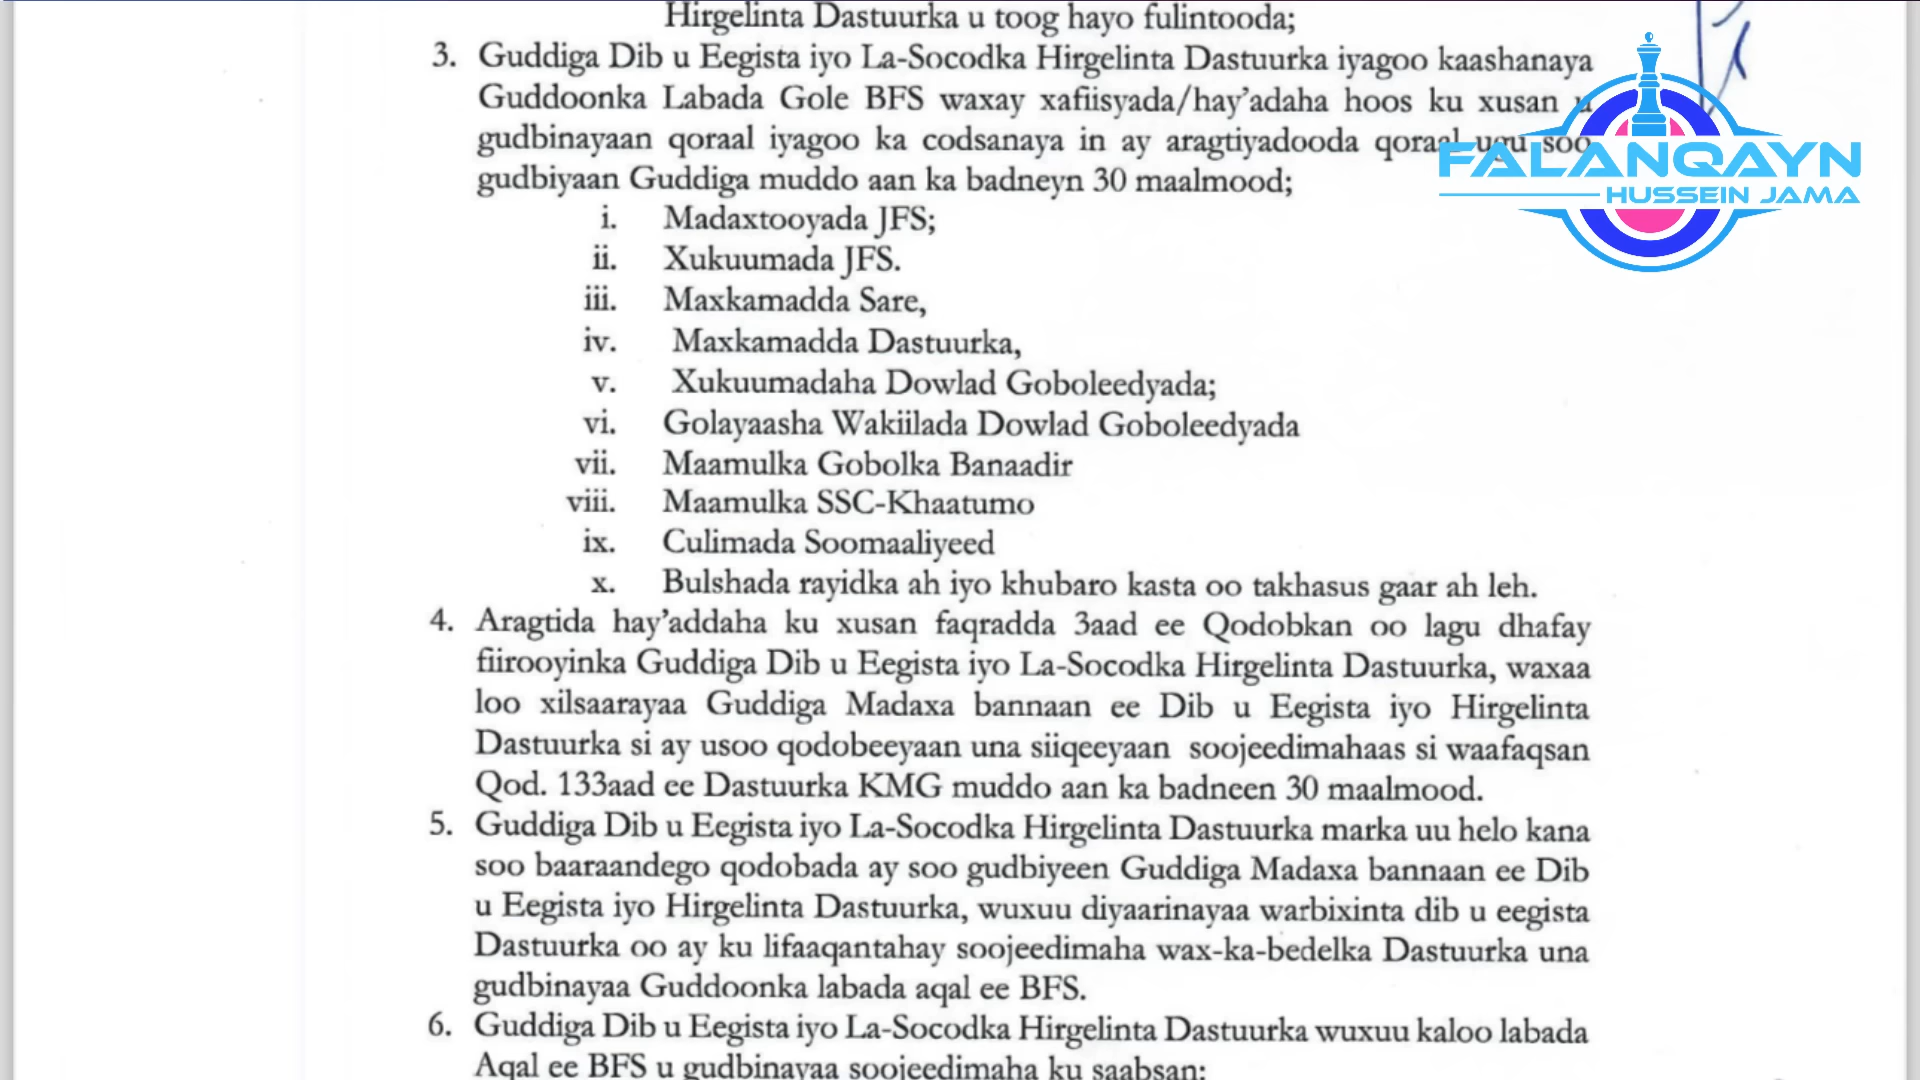 Hirgelinta Dastuurka u toog hayo fulintooda;
3. Guddiga Dib u Eegista iyo La-Socodka Hirgelinta Dastuurka iyagoo kaashanaya
Guddoonka Labada Gole BFS waxay xafiisyada/hay’adaha hoos ku xusan u
gudbinayaan qoraal iyagoo ka codsanaya in ay aragtiyadooda qoraal ugu soo
gudbiyaan Guddiga muddo aan ka badneyn 30 maalmood;
i. Madaxtooyada JFS;
ii. Xukuumada JFS.
iii. Maxkamadda Sare,
iv. Maxkamadda Dastuurka,
v. Xukuumadaha Dowlad Goboleedyada;
vi. Golayaasha Wakiilada Dowlad Goboleedyada
vii. Maamulka Gobolka Banaadir
viii. Maamulka SSC-Khaatumo
ix. Culimada Soomaaliyeed
x. Bulshada rayidka ah iyo khubaro kasta oo takhasus gaar ah leh.
4. Aragtida hay’addaha ku xusan faqradda 3aad ee Qodobkan oo lagu dhafay
fiirooyinka Guddiga Dib u Eegista iyo La-Socodka Hirgelinta Dastuurka, waxaa
loo xilsaarayaa Guddiga Madaxa bannaan ee Dib u Eegista iyo Hirgelinta
Dastuurka si ay usoo qodobeeyaan una siiqeeyaan soojeedimahaas si waafaqsan
Qod. 133aad ee Dastuurka KMG muddo aan ka badneen 30 maalmood.
5. Guddiga Dib u Eegista iyo La-Socodka Hirgelinta Dastuurka marka uu helo kana
soo baaraandego qodobada ay soo gudbiyeen Guddiga Madaxa bannaan ee Dib
u Eegista iyo Hirgelinta Dastuurka, wuxuu diyaarinayaa warbixinta dib u eegista
Dastuurka oo ay ku lifaaqantahay soojeedimaha wax-ka-bedelka Dastuurka una
gudbinayaa Guddoonka labada aqal ee BFS.
6. Guddiga Dib u Eegista iyo La-Socodka Hirgelinta Dastuurka wuxuu kaloo labada
Aqal ee BFS u gudbinayaa soojeedimaha ku saabsan:
FALANQAYN
HUSSEIN JAMA